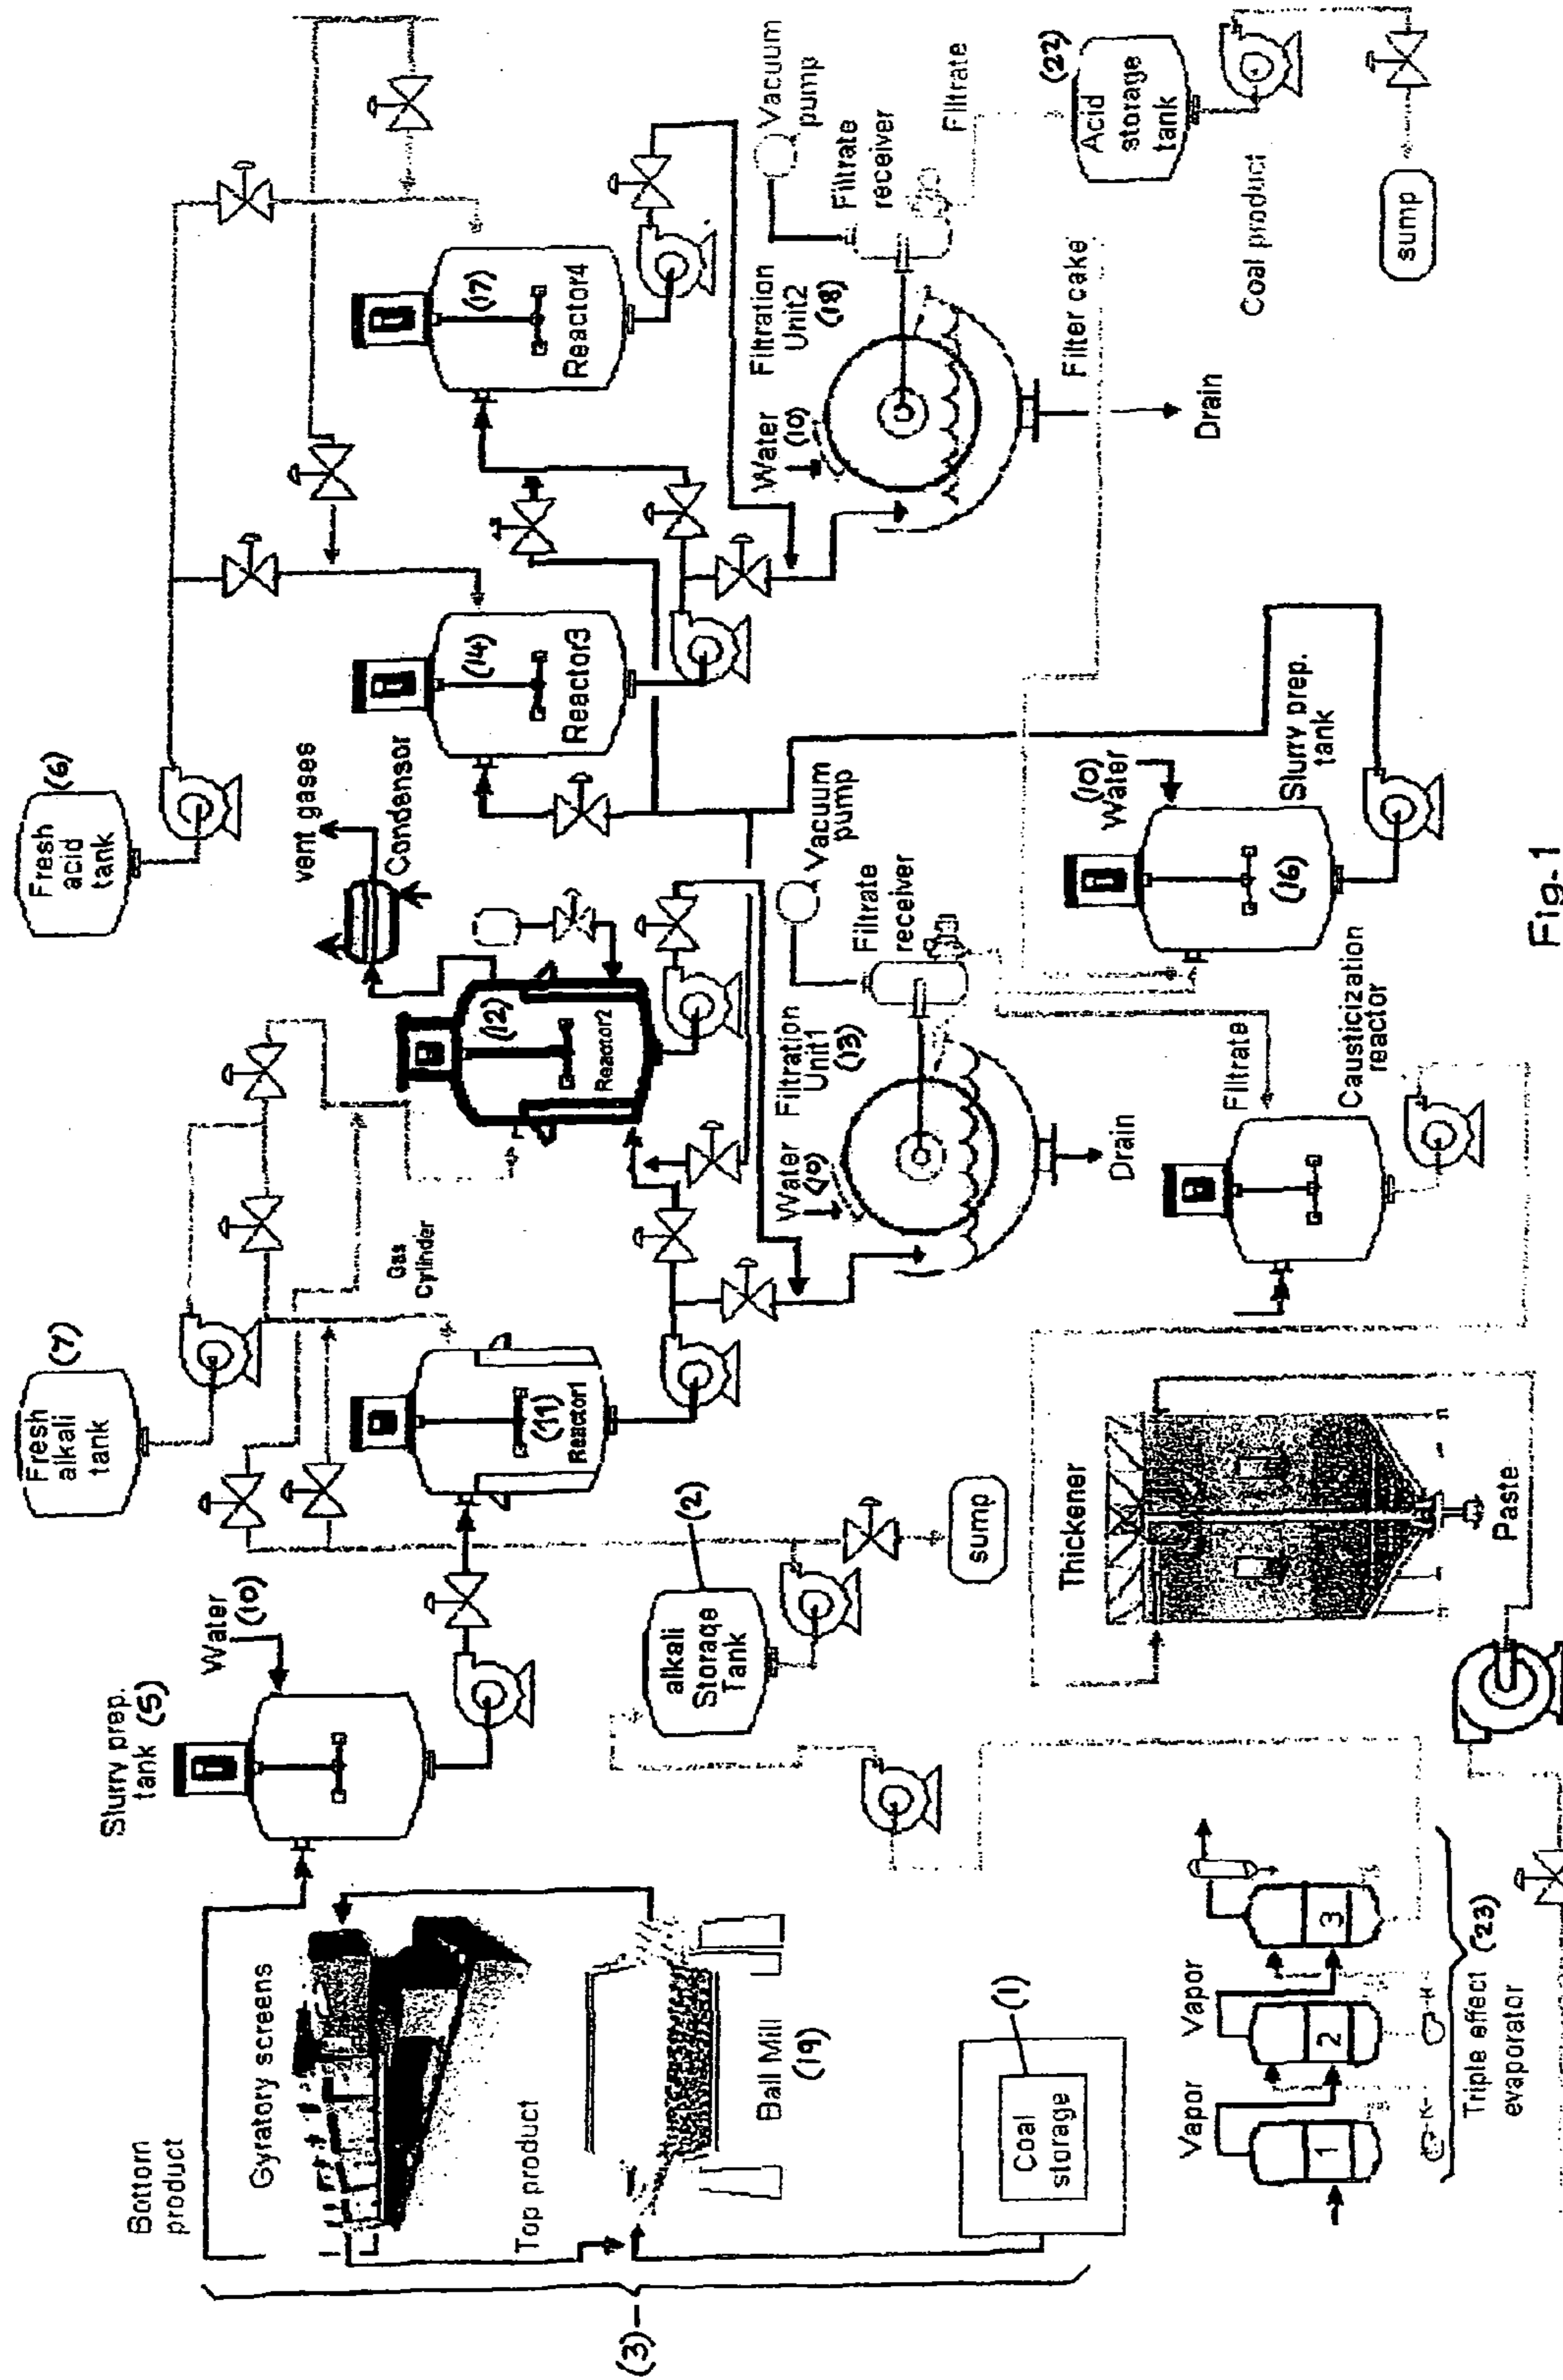 Fresh
acid
tank
(6)
Fresh
alkali
tank
(7)
vent gases
Condensor
Gas
Cylinder
Slurry prep.
tank (5)
Water
(10)
Bottom
product
Gyratory screens
Top product
Ball Mill
(19)
(3)
Coal
storage
(1)
(11)
Reactor1
(12)
Reactor2
(14)
Reactor3
(17)
Reactor4
alkali
Storage
Tank
(2)
sump
Water
(10)
Filtration
Unit1
(13)
Filtrate
receiver
Vacuum
pump
Drain
Water
(10)
Filtration
Unit2
(18)
Filtrate
receiver
Vacuum
pump
Filtrate
Drain
Filter cake
Acid
storage
tank
(22)
Coal product
sump
(10)
Water
Slurry prep.
tank
(16)
Filtrate
Causticization
reactor
Thickener
Paste
Vapor
Vapor
1
2
3
Triple effect
evaporator
(23)
Fig-1